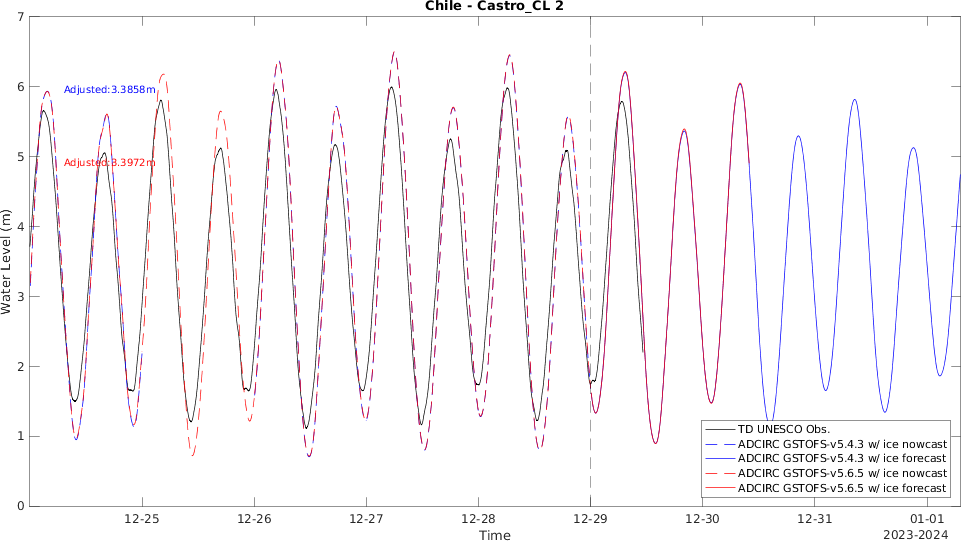 Chile - Castro_CL 2
7
6
5
4
3
2
1
0
Water Level (m)
Adjusted:3.3858m
Adjusted:3.3972m
TD UNESCO Obs.
ADCIRC GSTOFS-v5.4.3 w/ ice nowcast
ADCIRC GSTOFS-v5.4.3 w/ ice forecast
ADCIRC GSTOFS-v5.6.5 w/ ice nowcast
ADCIRC GSTOFS-v5.6.5 w/ ice forecast
12-25 12-26 12-27 12-28 12-29 12-30 12-31 01-01
Time
2023-2024